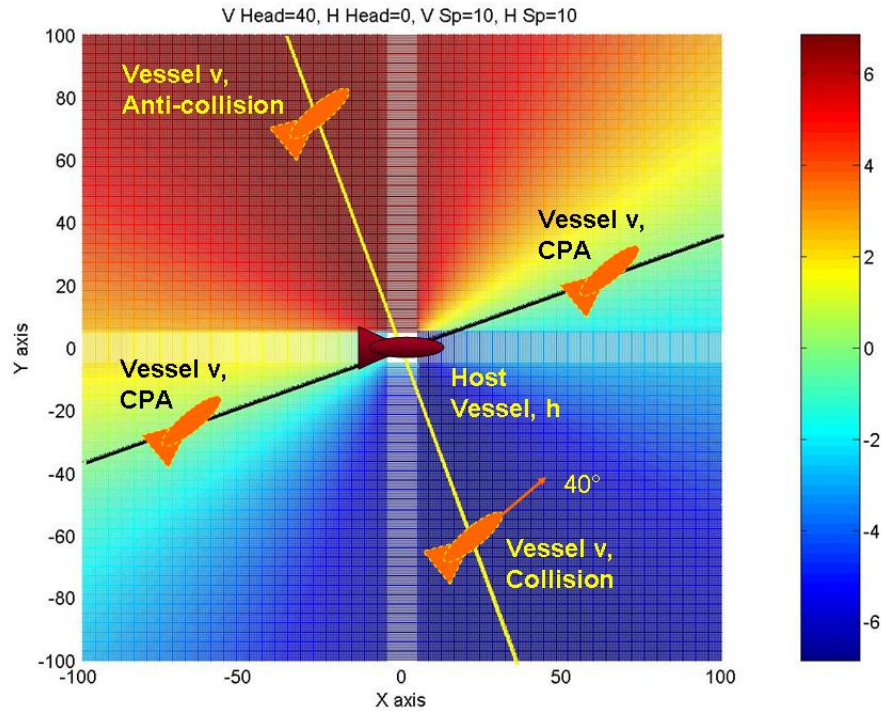 V Head=40, H Head=0, V Sp=10, H Sp=10
100
80
60
40
20
0
-20
-40
-60
-80
-100
Y axis
-100
-50
0
50
100
X axis
Vessel v,
Anti-collision
Vessel v,
CPA
Vessel v,
CPA
Host
Vessel, h
40°
Vessel v,
Collision
6
4
2
0
-2
-4
-6